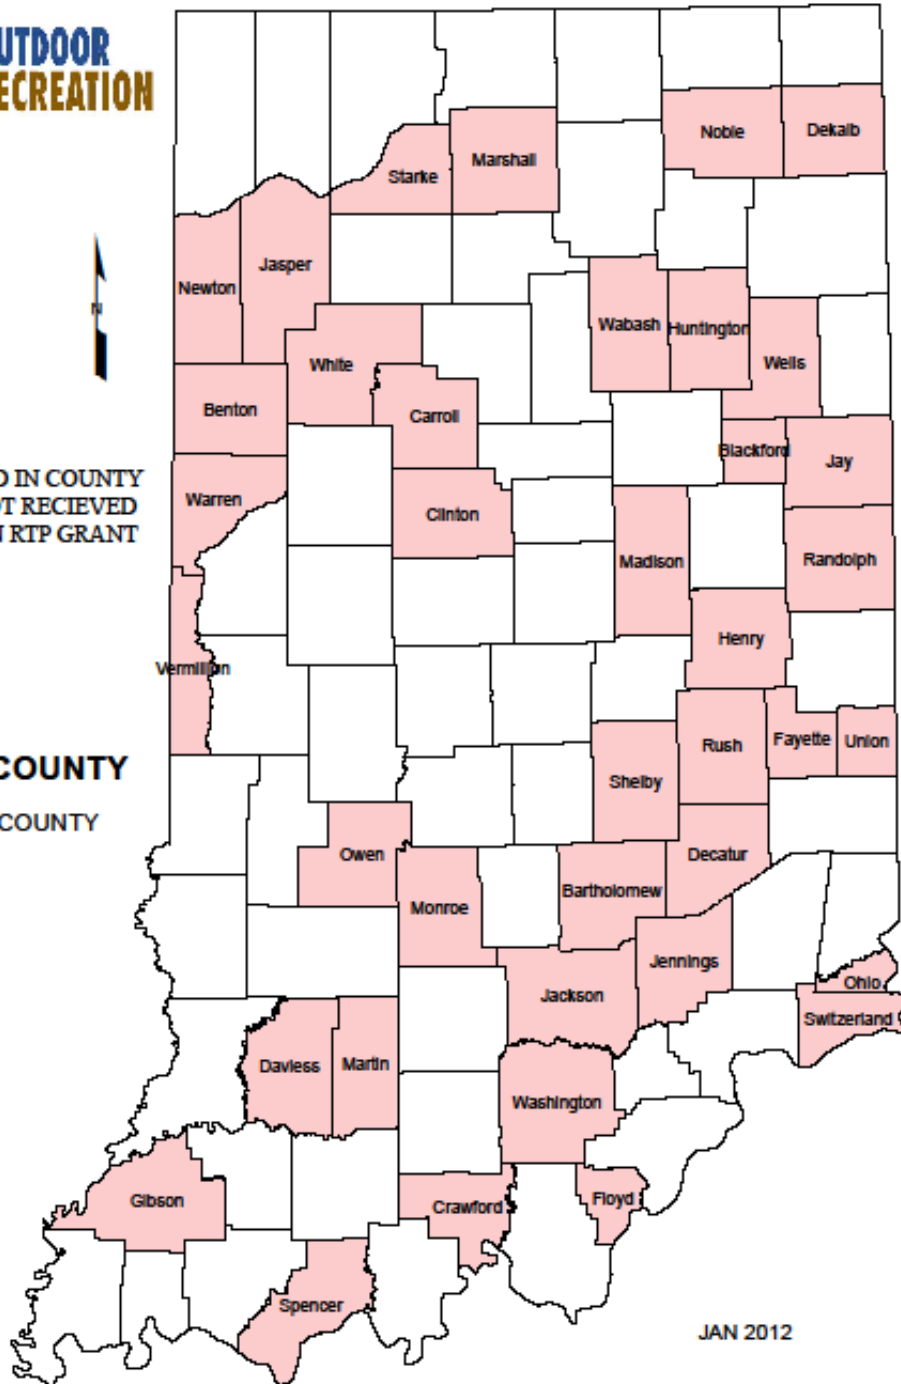 UTDOOR
ECREATION
Noble
Dekalb
Marshall
Starke
Jasper
Newton
N
Wabash
Huntington
White
Wells
Benton
Carroll
Blackford
Jay
D IN COUNTY
OT RECIEVED
N RTP GRANT
Warren
Clinton
Madison
Randolph
Henry
Vermillion
Rush
Fayette
Union
COUNTY
Shelby
COUNTY
Owen
Decatur
Bartholomew
Monroe
Jennings
Ohio
Jackson
Switzerland
Daviess
Martin
Washington
Gibson
Crawford
Floyd
Spencer
JAN 2012